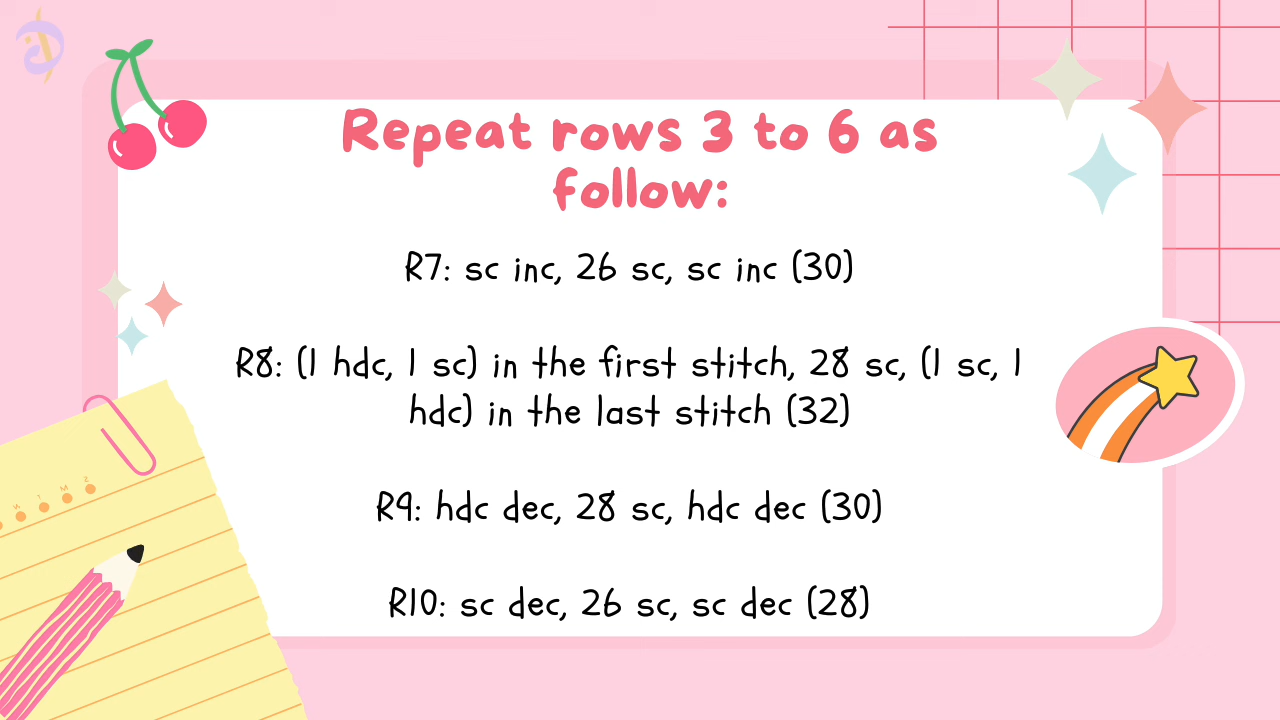 Repeat rows 3 to 6 as
follow:
R7: sc inc, 26 sc, sc inc (30)
R8: (1 hdc, 1 sc) in the first stitch, 28 sc, (1 sc, 1
hdc) in the last stitch (32)
R9: hdc dec, 28 sc, hdc dec (30)
R10: sc dec, 26 sc, sc dec (28)